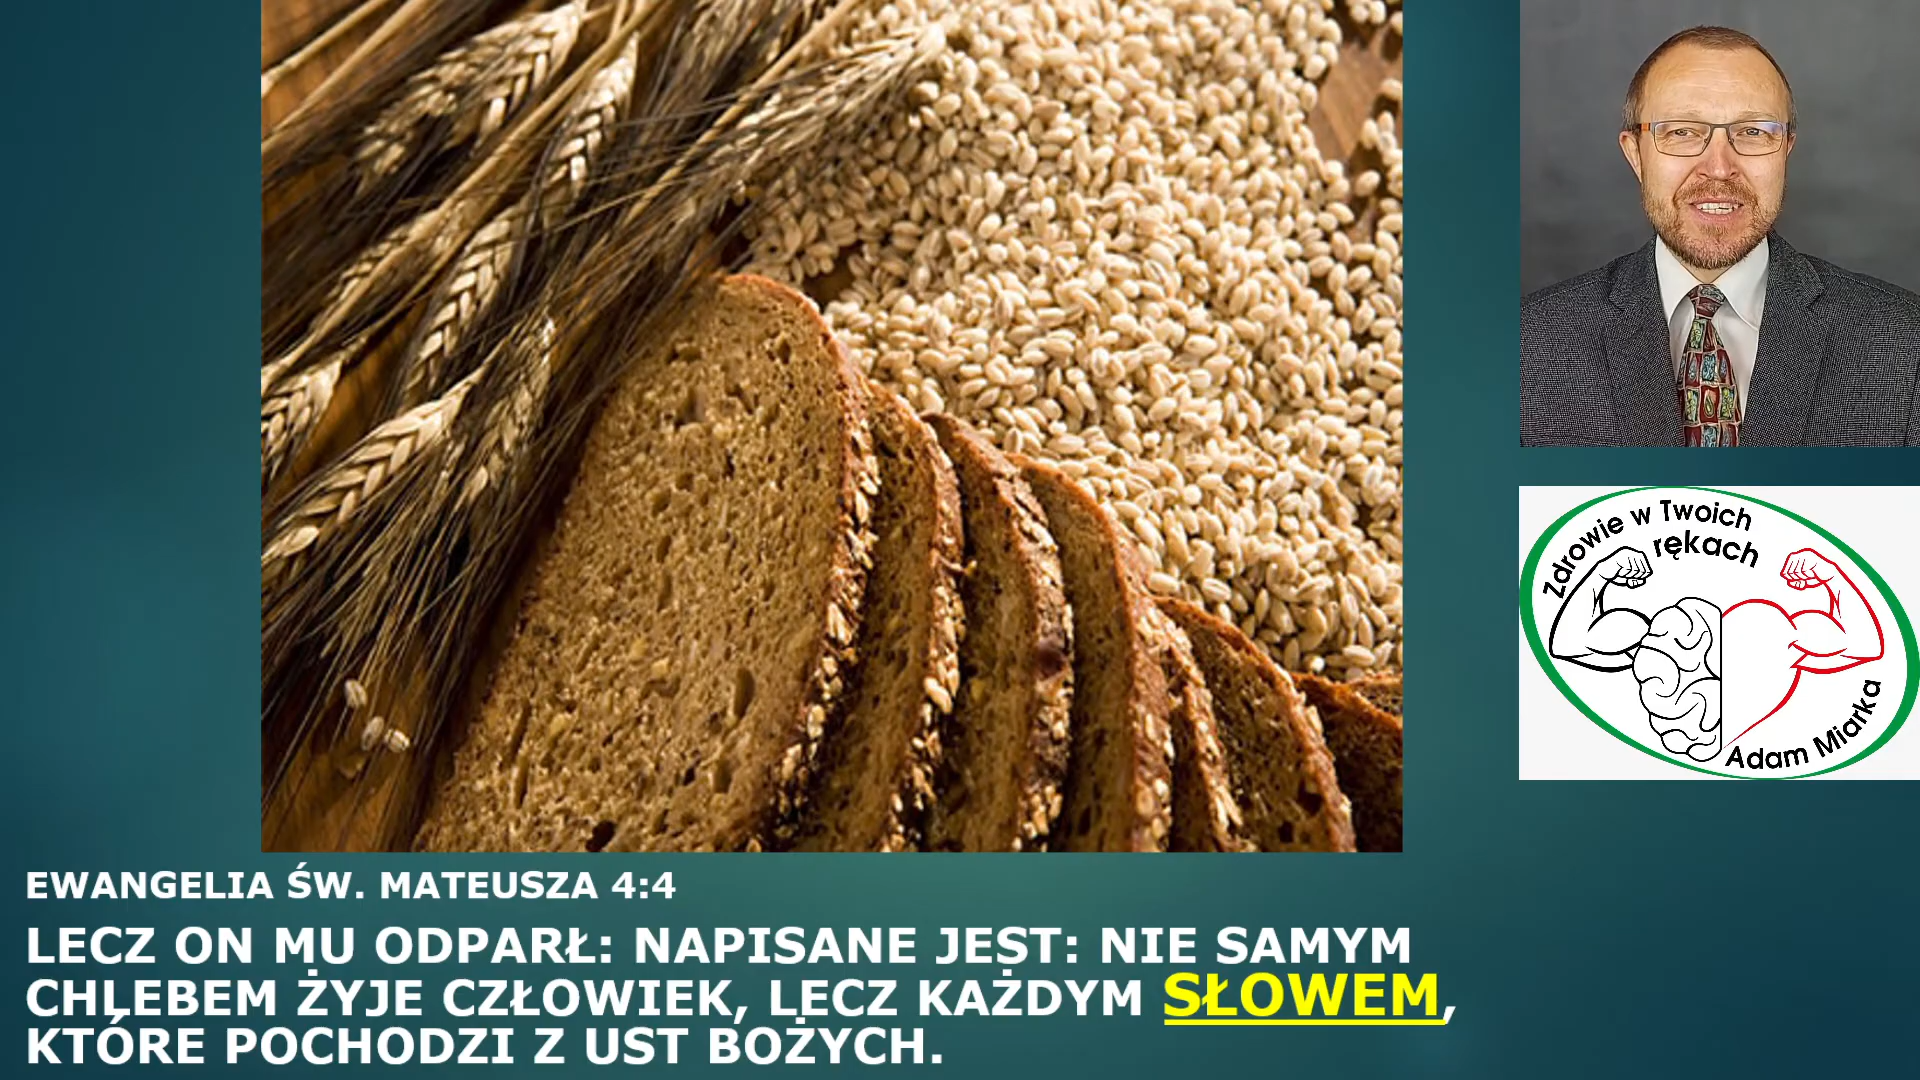 Zdrowie w Twoich
rękach
Adam Miarka
EWANGELIA ŚW. MATEUSZA 4:4
LECZ ON MU ODPARŁ: NAPISANE JEST: NIE SAMYM
CHLEBEM ŻYJE CZŁOWIEK, LECZ KAŻDYM SŁOWEM,
KTÓRE POCHODZI Z UST BOŻYCH.